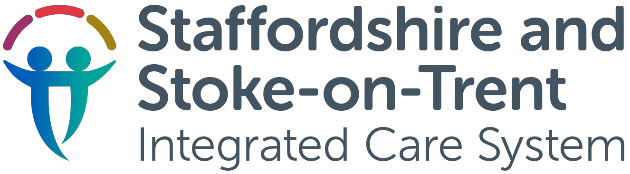 Staffordshire and
Stoke-on-Trent
Integrated Care System